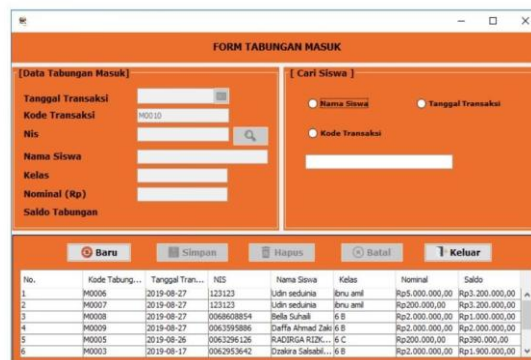 FORM TABUNGAN MASUK
[Data Tabungan Masuk]
Tanggal Transaksi
Kode Transaksi M0010
Nis
Nama Siswa
Kelas
Nominal (Rp)
Saldo Tabungan
[ Cari Siswa ]
Nama Siswa Tanggal Transaksi
Kode Transaksi
Baru Simpan Hapus Batal Keluar
No. Kode Tabung... Tanggal Tran... NIS Nama Siswa Kelas Nominal Saldo
1 M0006 2019-08-27 123123 Udin seduinia ibnu amil Rp5.000.000,00 Rp3.200.000,00
2 M0007 2019-08-27 123123 Udin seduinia ibnu amil Rp200.000,00 Rp3.200.000,00
3 M0008 2019-08-27 0068608854 Bella Suhaili 6 B Rp2.000.000,00 Rp1.000.000,00
4 M0009 2019-08-27 0063595886 Daffa Ahmad Zaki 6 B Rp2.000.000,00 Rp2.000.000,00
5 M0005 2019-08-26 0063296126 RADIRGA RIZK... 6 C Rp200.000,00 Rp390.000,00
6 M0003 2019-08-17 0062953642 Dzakira Salsabil... 6 B Rp2.000.000,00 Rp1.900.000,00